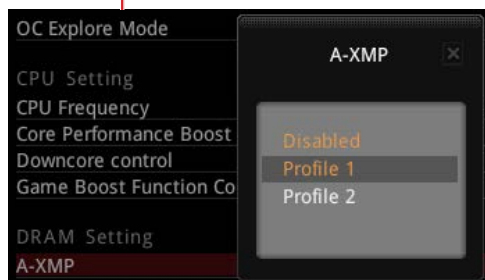 OC Explore Mode
CPU Setting
CPU Frequency
Core Performance Boost
Downcore control
Game Boost Function Co
DRAM Setting
A-XMP
A-XMP
Disabled
Profile 1
Profile 2